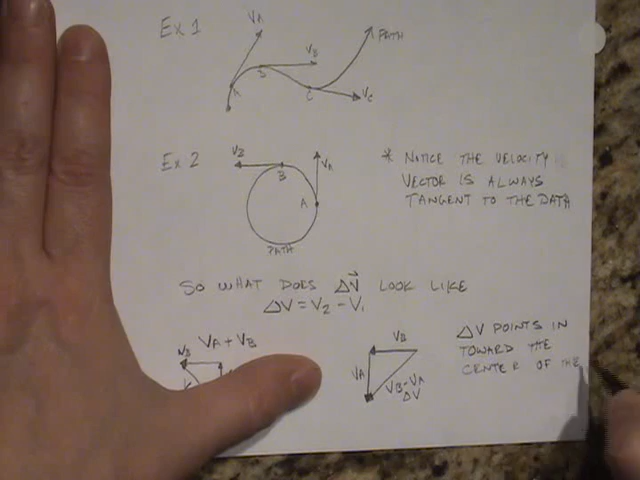 Ex 1
VA
VB
PATH
A
B
C
VC
Ex 2
VB
VA
B
A
PATH
* NOTICE THE VELOCITY
VECTOR IS ALWAYS
TANGENT TO THE PATH
SO WHAT DOES ΔV⃗ LOOK LIKE
ΔV = V2 - V1
VA + VB
VB
VB
VA
VB-VA
ΔV
ΔV POINTS IN
TOWARD THE
CENTER OF THE